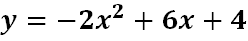 y = −2x² + 6x + 4